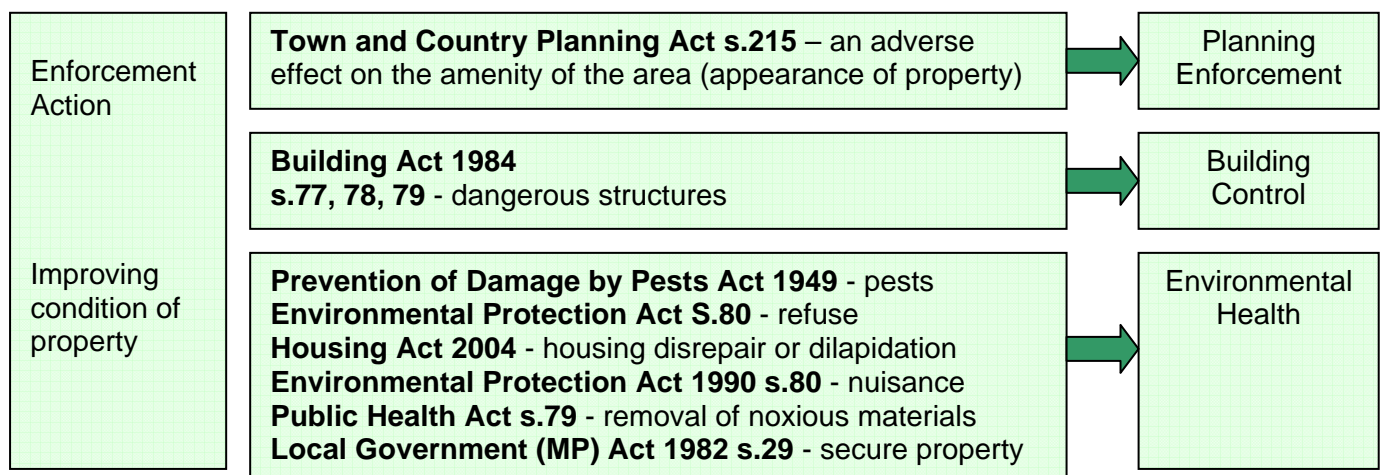 Enforcement
Action
Improving
condition of
property
Town and Country Planning Act s.215 – an adverse
effect on the amenity of the area (appearance of property)
Planning
Enforcement
Building Act 1984
s.77, 78, 79 - dangerous structures
Building
Control
Prevention of Damage by Pests Act 1949 - pests
Environmental Protection Act S.80 - refuse
Housing Act 2004 - housing disrepair or dilapidation
Environmental Protection Act 1990 s.80 - nuisance
Public Health Act s.79 - removal of noxious materials
Local Government (MP) Act 1982 s.29 - secure property
Environmental
Health